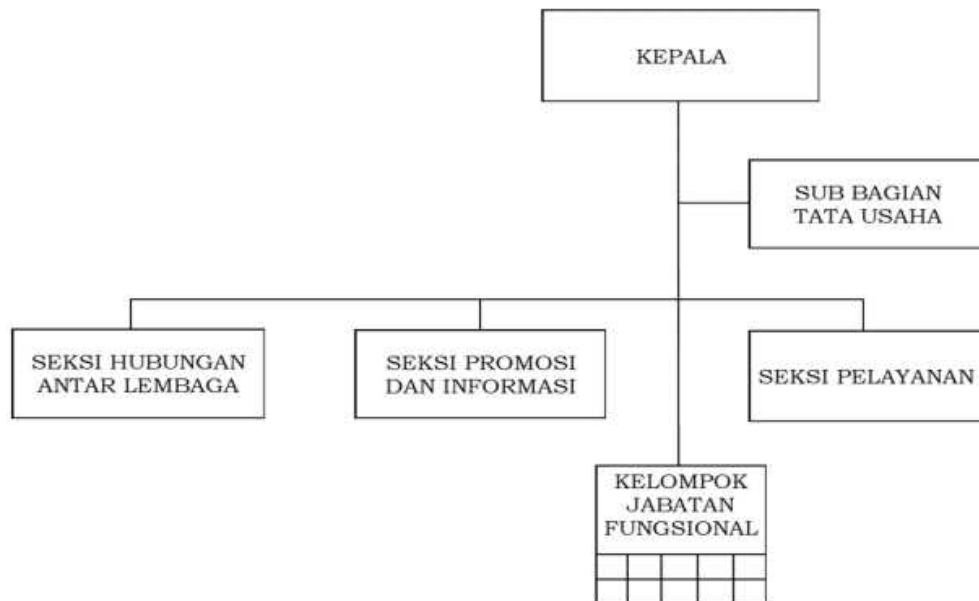 KEPALA
SUB BAGIAN
TATA USAHA
SEKSI HUBUNGAN
ANTAR LEMBAGA
SEKSI PROMOSI
DAN INFORMASI
SEKSI PELAYANAN
KELOMPOK
JABATAN
FUNGSIONAL